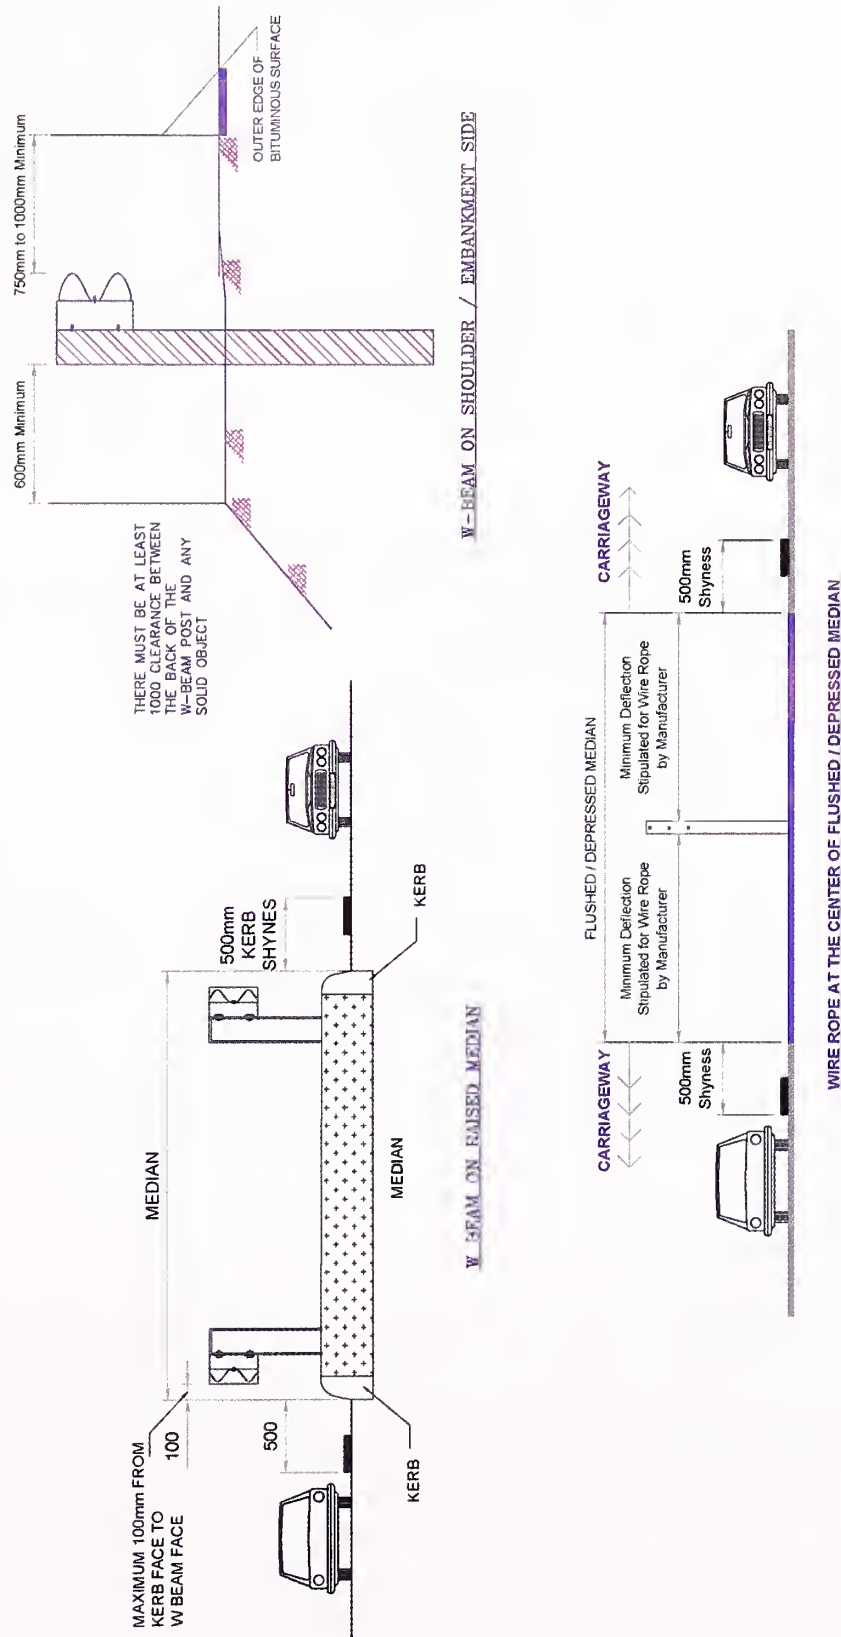 MAXIMUM 100mm FROM
KERB FACE TO
W BEAM FACE
100
500
MEDIAN
500mm
KERB
SHYNES
KERB
KERB
MEDIAN
W BEAM ON RAISED MEDIAN
THERE MUST BE AT LEAST
1000 CLEARANCE BETWEEN
THE BACK OF THE
W-BEAM POST AND ANY
SOLID OBJECT
600mm Minimum
750mm to 1000mm Minimum
OUTER EDGE OF
BITUMINOUS SURFACE
W-BEAM ON SHOULDER / EMBANKMENT SIDE
CARRIAGEWAY
500mm
Shyness
FLUSHED / DEPRESSED MEDIAN
Minimum Deflection
Stipulated for Wire Rope
by Manufacturer
Minimum Deflection
Stipulated for Wire Rope
by Manufacturer
CARRIAGEWAY
500mm
Shyness
WIRE ROPE AT THE CENTER OF FLUSHED / DEPRESSED MEDIAN